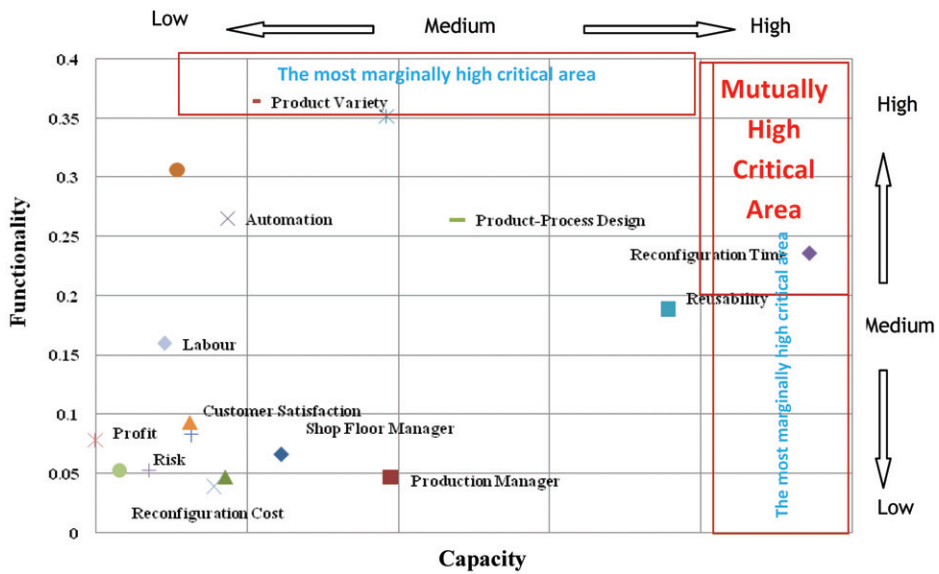 Low
Medium
High
0.4
The most marginally high critical area
Mutually
High
Critical
Area
Product Variety
High
0.35
0.3
Automation
Product-Process Design
0.25
Reconfiguration Time
Functionality
0.2
Reusability
The most marginally high critical area
Medium
Labour
0.15
Customer Satisfaction
0.1
Shop Floor Manager
Profit
Risk
0.05
Production Manager
Low
Reconfiguration Cost
0
Capacity